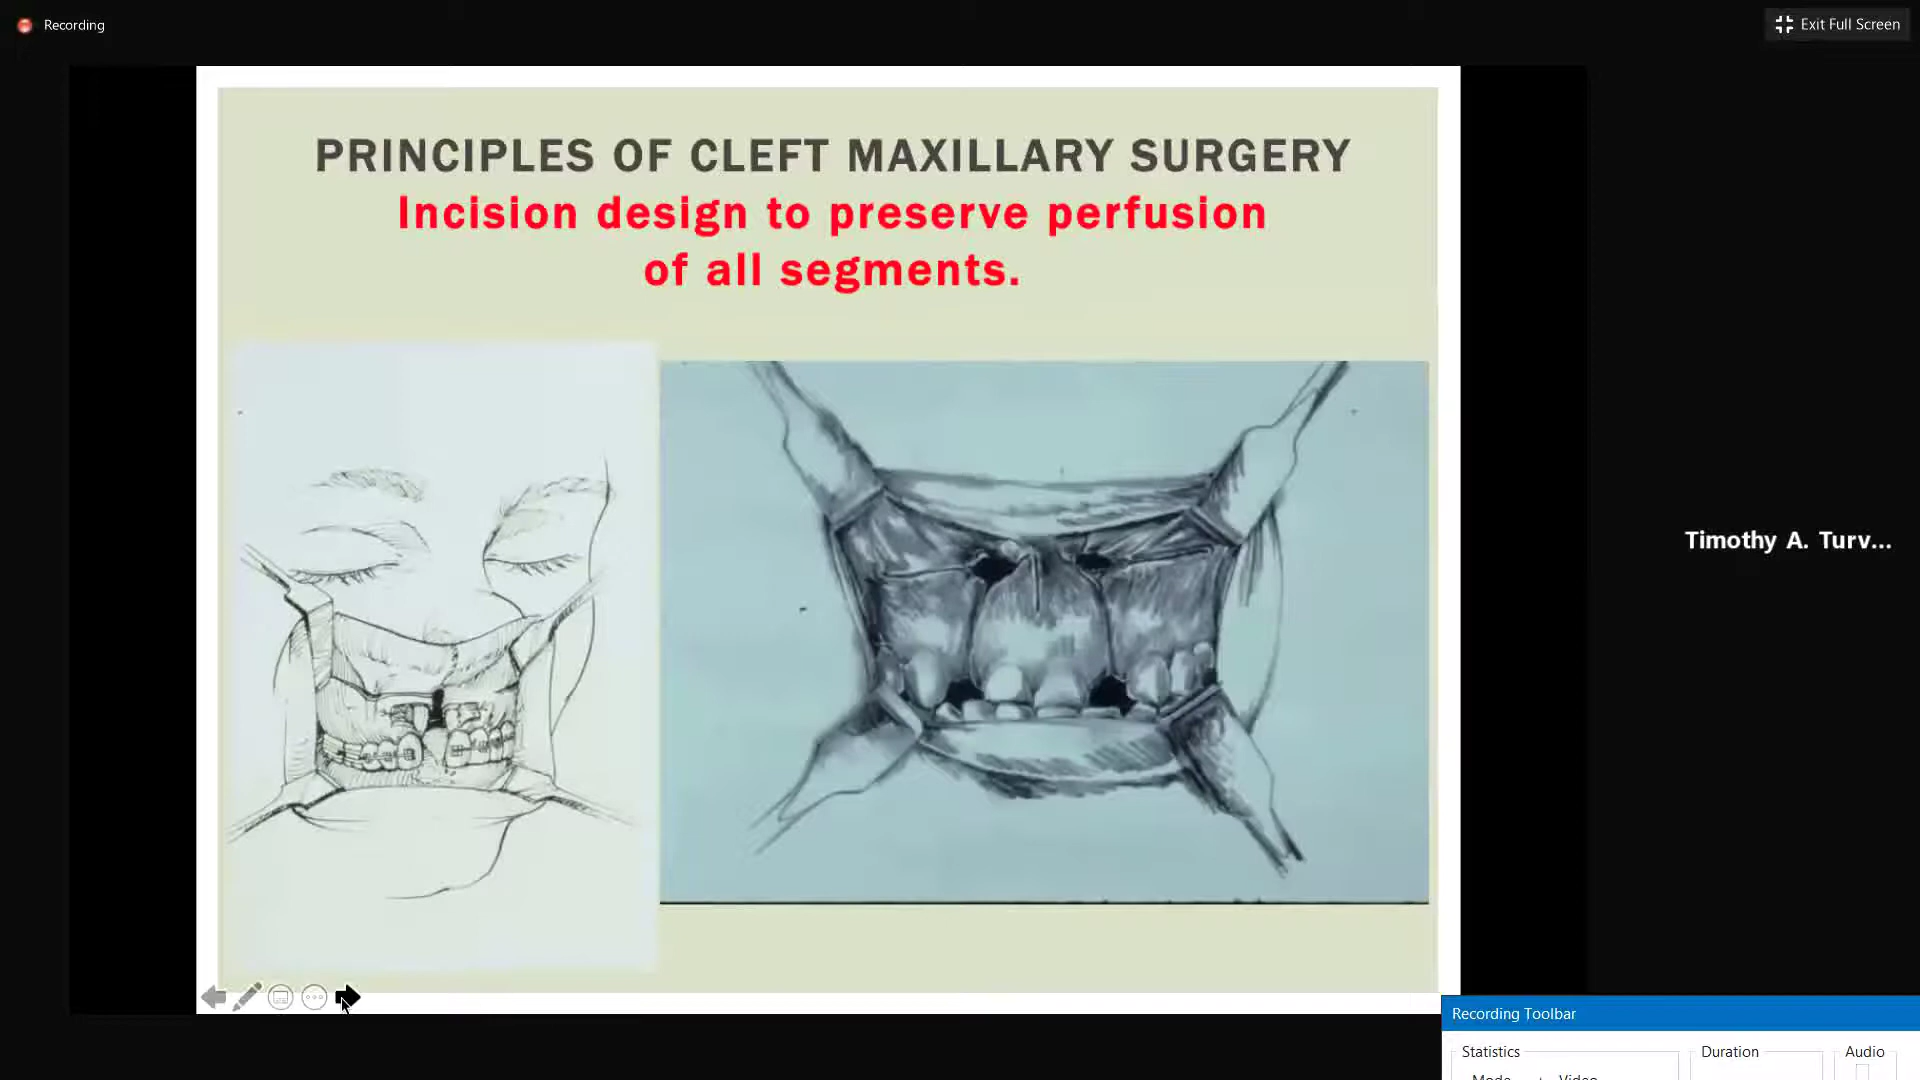 Recording
Exit Full Screen
PRINCIPLES OF CLEFT MAXILLARY SURGERY
Incision design to preserve perfusion
of all segments.
Timothy A. Turv...
Recording Toolbar
Statistics
Duration
Audio